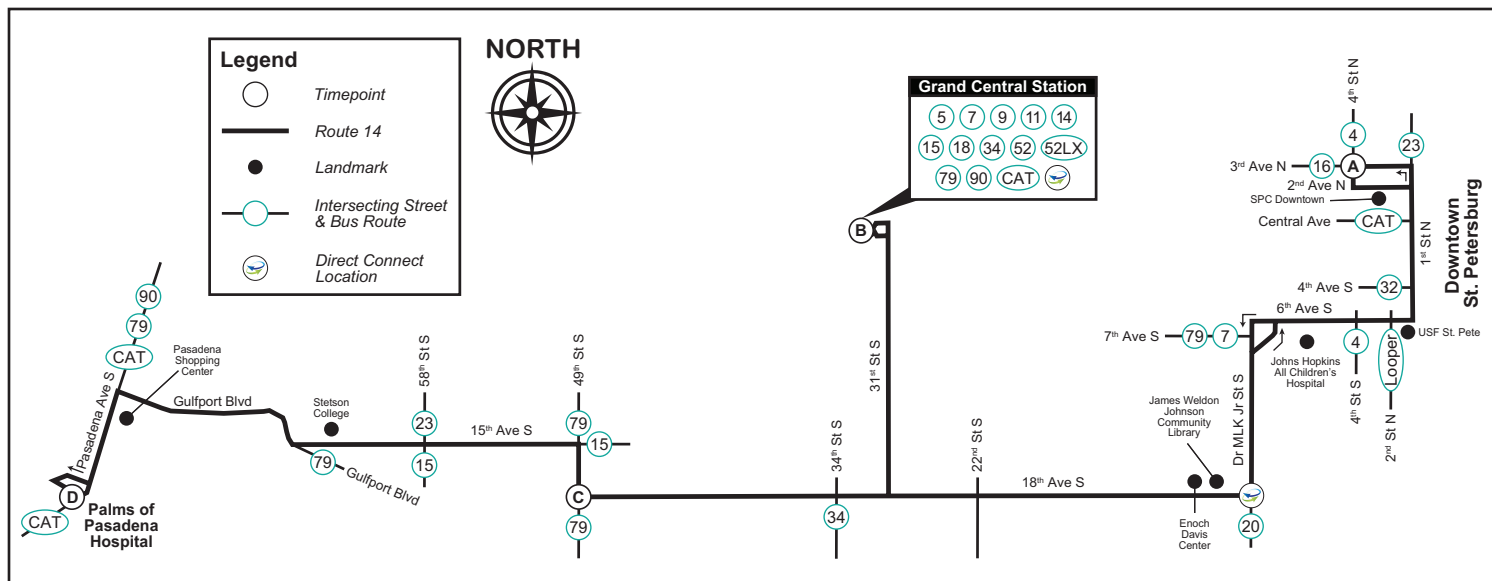 Legend
Timepoint
Route 14
Landmark
Intersecting Street
& Bus Route
Direct Connect
Location
NORTH
Grand Central Station
5 7 9 11 14
15 18 34 52 52LX
79 90 CAT
B
4th St N
4
23
3rd Ave N 16 A
2nd Ave N
SPC Downtown
Central Ave CAT
1st St N
Downtown
St. Petersburg
4th Ave S 32
6th Ave S
7th Ave S 79 7
USF St. Pete
Johns Hopkins
All Children's
Hospital
4
4th St S
Looper
2nd St N
90
79
CAT
Pasadena Ave S
Pasadena
Shopping
Center
Gulfport Blvd
Stetson
College
58th St S
23
15
15th Ave S
49th St S
79
15
79
Gulfport Blvd
31st St S
34th St S
34
22nd St S
18th Ave S
James Weldon
Johnson
Community
Library
Dr MLK Jr St S
Enoch
Davis
Center
20
C
79
D
CAT
Palms of
Pasadena
Hospital